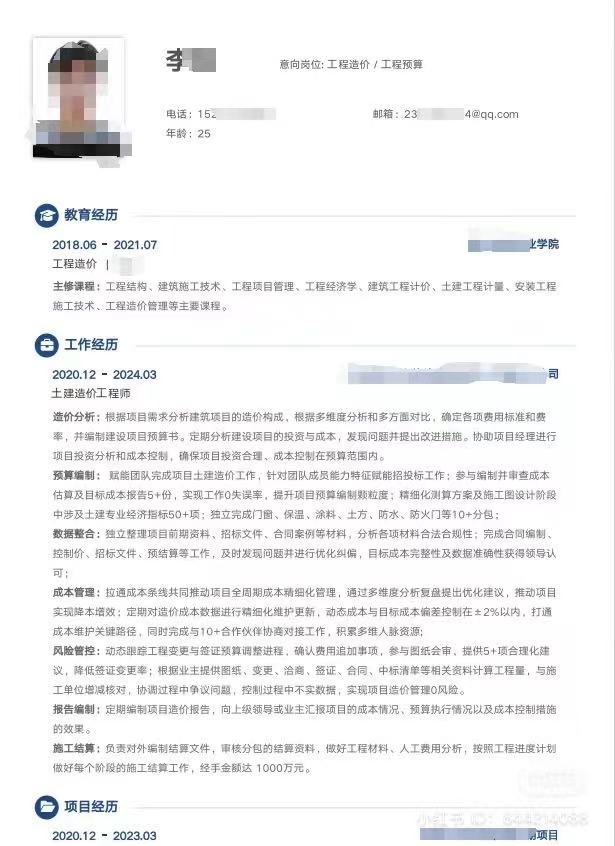 李
意向岗位: 工程造价 / 工程预算
电话：152
邮箱：23 4@qq.com
年龄：25
教育经历
2018.06 - 2021.07 业学院
工程造价 |
主修课程：工程结构、建筑施工技术、工程项目管理、工程经济学、建筑工程计价、土建工程计量、安装工程
施工技术、工程造价管理等主要课程。
工作经历
2020.12 - 2024.03 司
土建造价工程师
造价分析：根据项目需求分析建筑项目的造价构成，根据多维度分析和多方面对比，确定各项费用标准和费
率，并编制建设项目预算书。定期分析建设项目的投资与成本，发现问题并提出改进措施。协助项目经理进行
项目投资分析和成本控制，确保项目投资合理、成本控制在预算范围内。
预算编制： 赋能团队完成项目土建造价工作，针对团队成员能力特征赋能招投标工作；参与编制并审查成本
估算及目标成本报告5+份，实现工作0失误率，提升项目预算编制颗粒度；精细化测算方案及施工图设计阶段
中涉及土建专业经济指标50+项；独立完成门窗、保温、涂料、土方、防水、防火门等10+分包；
数据整合：独立整理项目前期资料、招标文件、合同案例等材料，分析各项材料合法合规性；完成合同编制、
控制价、招标文件、预结算等工作，及时发现问题并进行优化纠偏，目标成本完整性及数据准确性获得领导认
可；
成本管理：拉通成本条线共同推动项目全周期成本精细化管理，通过多维度分析复盘提出优化建议，推动项目
实现降本增效；定期对造价成本数据进行精细化维护更新，动态成本与目标成本偏差控制在±2%以内，打通
成本维护关键路径，同时完成与10+合作伙伴协商对接工作，积累多维人脉资源;
风险管控：动态跟踪工程变更与签证预算调整进程，确认费用追加事项，参与图纸会审、提供5+项合理化建
议，降低签证变更率；根据业主提供图纸、变更、洽商、签证、合同、中标清单等相关资料计算工程量，与施
工单位增减核对，协调过程中争议问题，控制过程中不实数据，实现项目造价管理0风险。
报告编制：定期编制项目造价报告，向上级领导或业主汇报项目的成本情况、预算执行情况以及成本控制措施
的效果。
施工结算：负责对外编制结算文件，审核分包的结算资料，做好工程材料、人工费用分析，按照工程进度计划
做好每个阶段的施工结算工作，经手金额达 1000万元。
项目经历
小红书 ID：844214088
2020.12 - 2023.03 项目